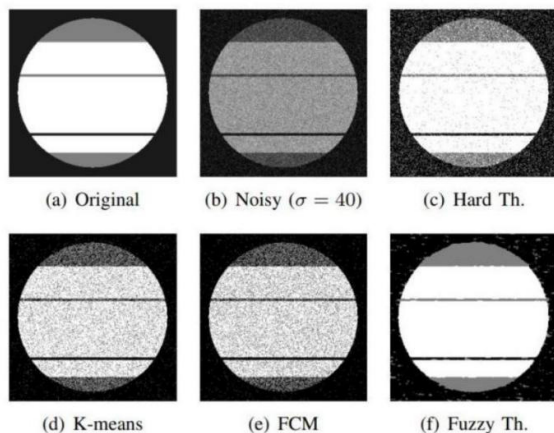 (a) Original
(b) Noisy (σ = 40)
(c) Hard Th.
(d) K-means
(e) FCM
(f) Fuzzy Th.